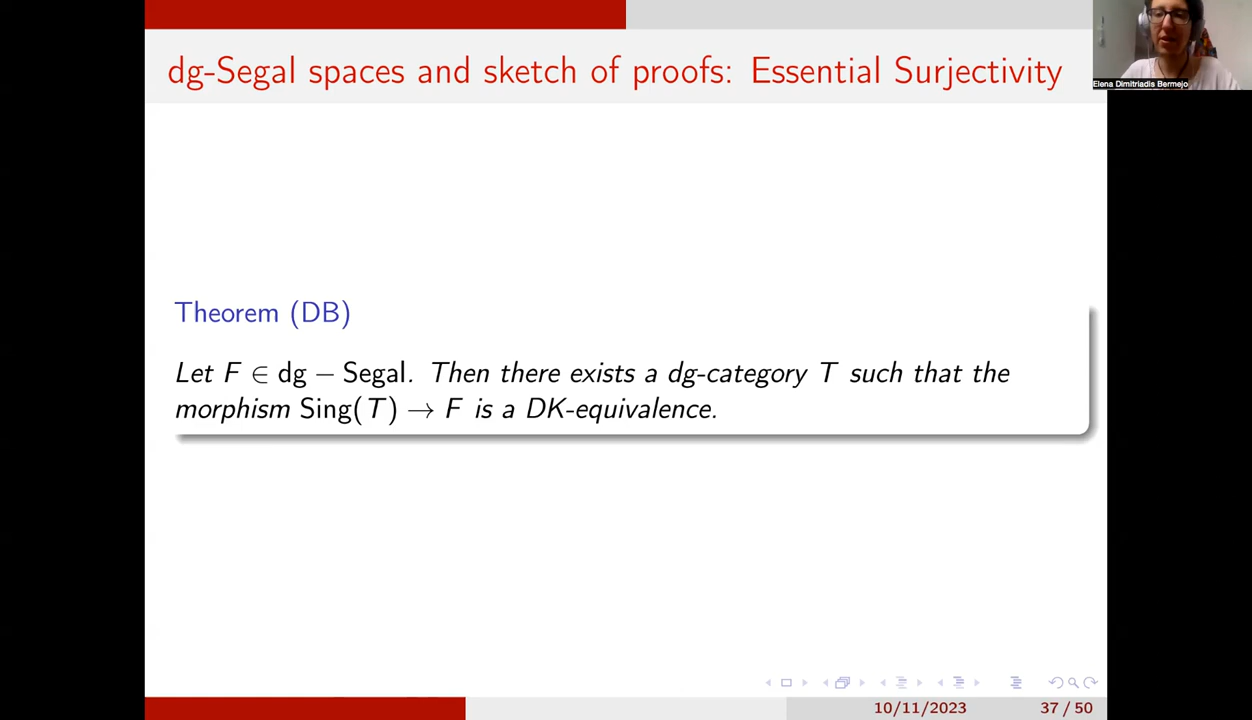 dg-Segal spaces and sketch of proofs: Essential Surjectivity
Elena Dimitriadis Bermejo
Theorem (DB)
Let F ∈ dg − Segal. Then there exists a dg-category T such that the
morphism Sing(T) → F is a DK-equivalence.
10/11/2023 37 / 50